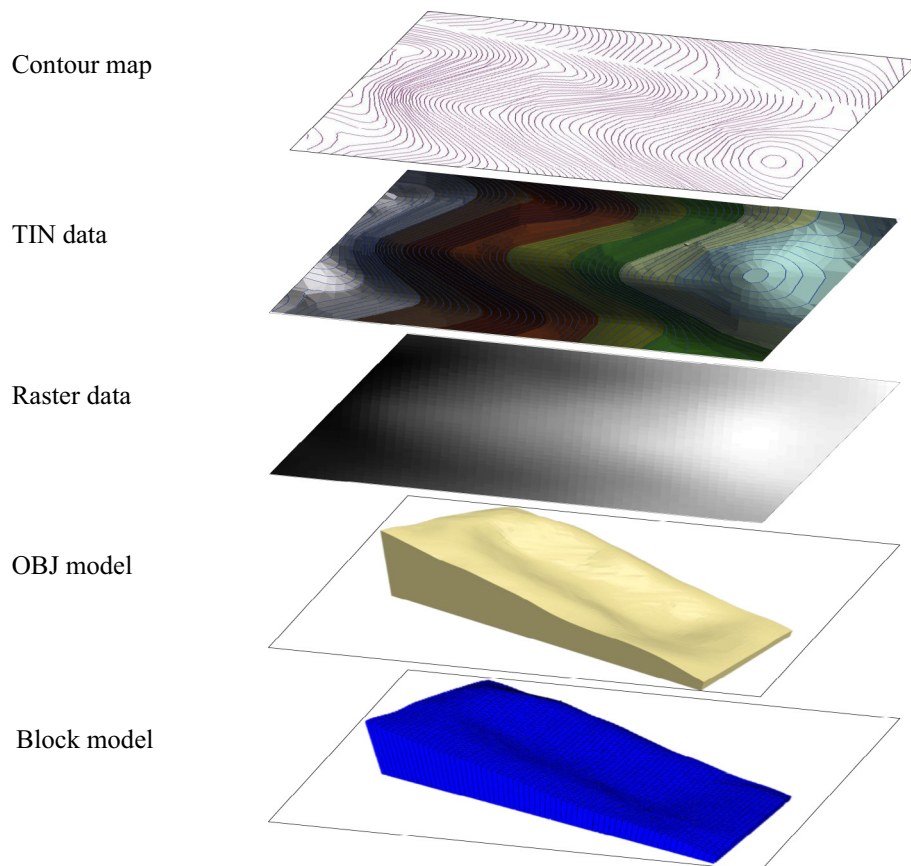 Contour map
TIN data
Raster data
OBJ model
Block model